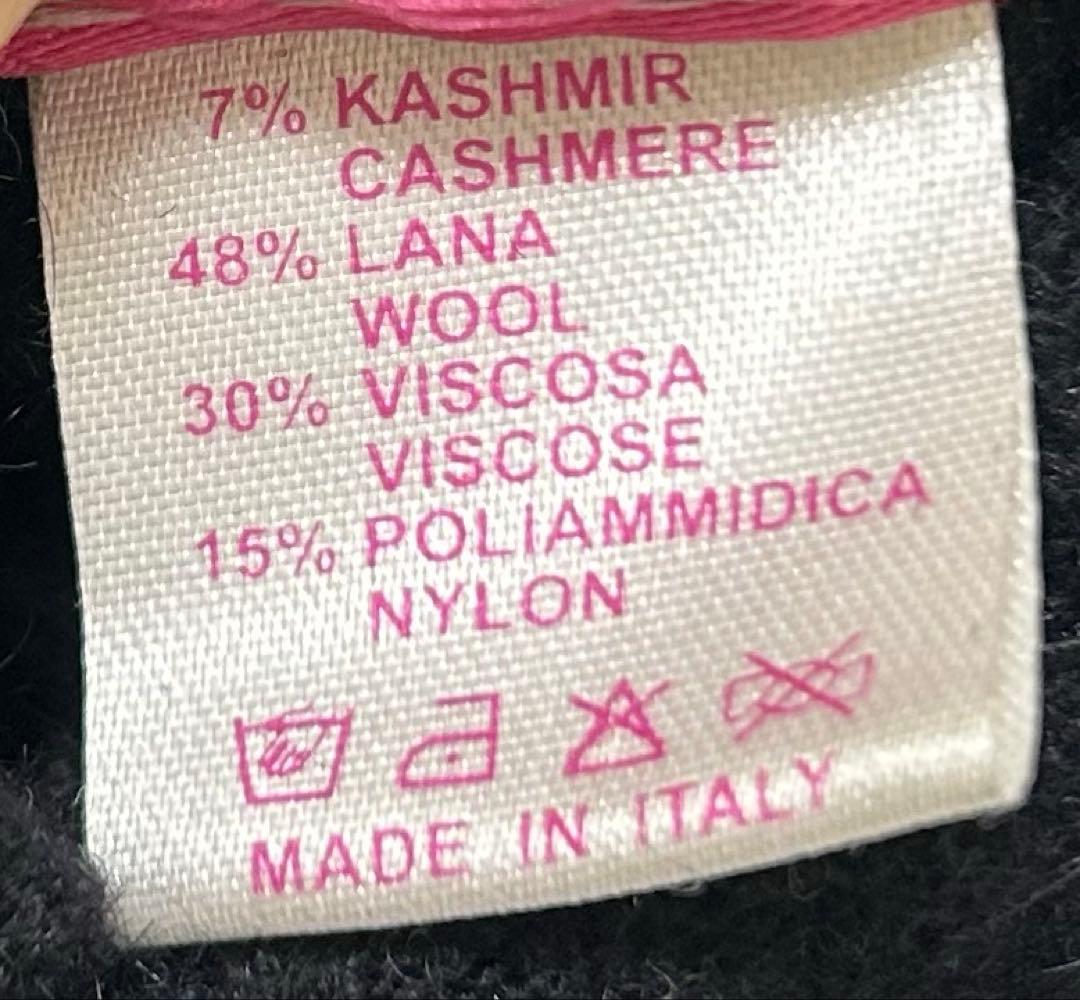 7% KASHMIR
CASHMERE
48% LANA
WOOL
30% VISCOSA
VISCOSE
15% POLIAMMIDICA
NYLON
MADE IN ITALY